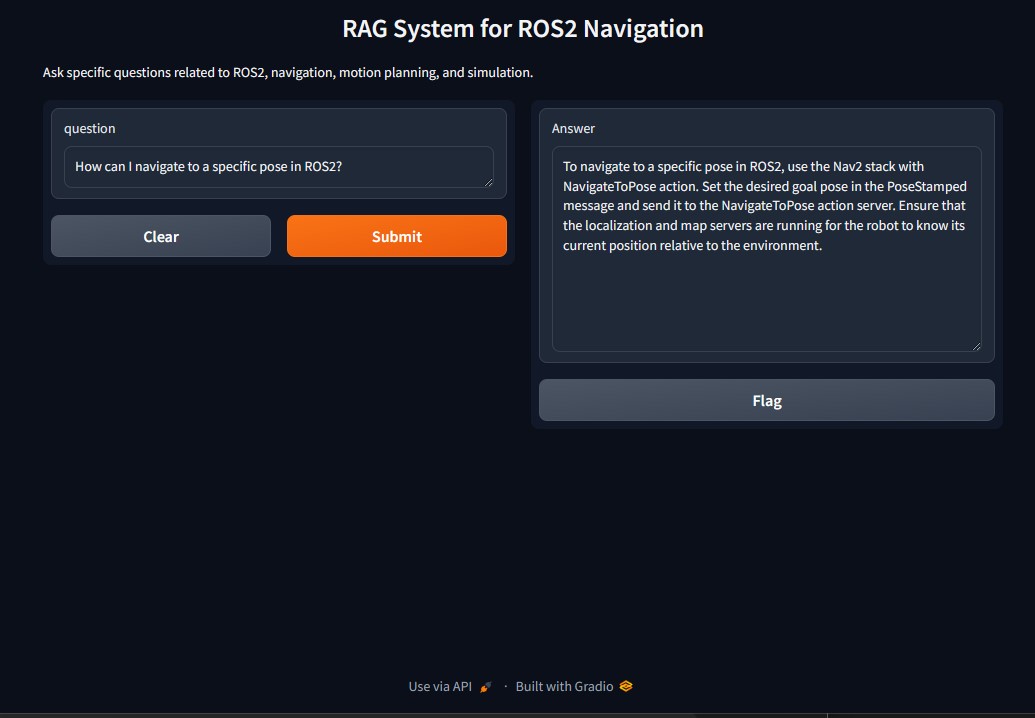 RAG System for ROS2 Navigation
Ask specific questions related to ROS2, navigation, motion planning, and simulation.
question
How can I navigate to a specific pose in ROS2?
Clear
Submit
Answer
To navigate to a specific pose in ROS2, use the Nav2 stack with
NavigateToPose action. Set the desired goal pose in the PoseStamped
message and send it to the NavigateToPose action server. Ensure that
the localization and map servers are running for the robot to know its
current position relative to the environment.
Flag
Use via API · Built with Gradio